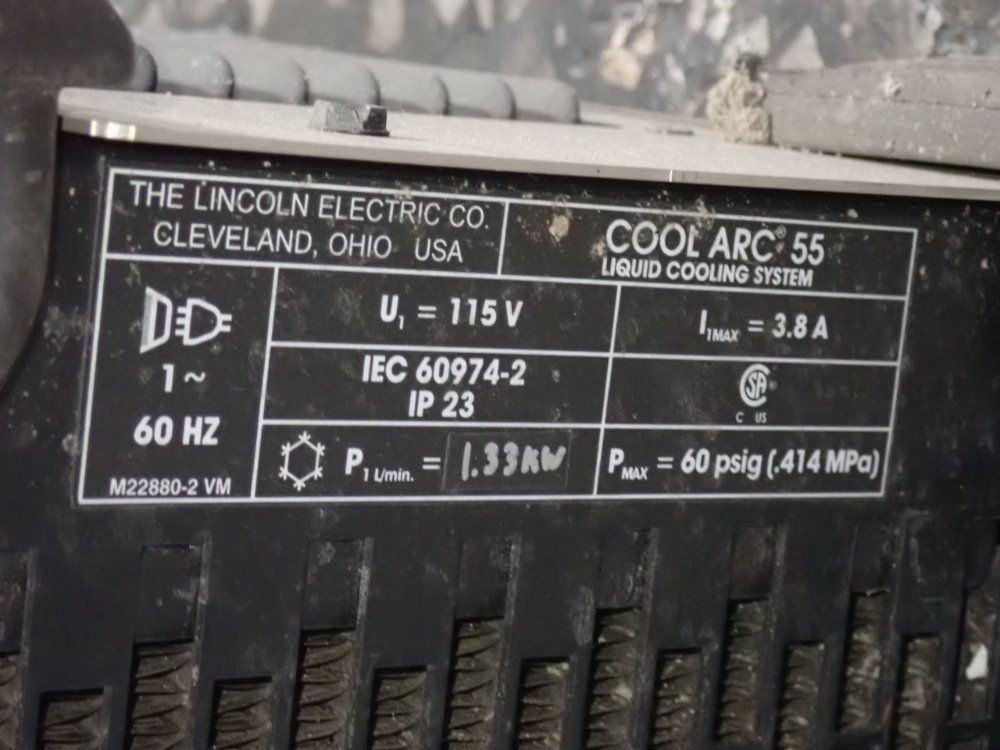 THE LINCOLN ELECTRIC CO.
CLEVELAND, OHIO USA
COOL ARC® 55
LIQUID COOLING SYSTEM
1~
60 HZ
M22880-2 VM
U1 = 115 V
I1MAX = 3.8 A
IEC 60974-2
IP 23
CSA
C US
P1 L/min. = 1.33KW
PMAX = 60 psig (.414 MPa)